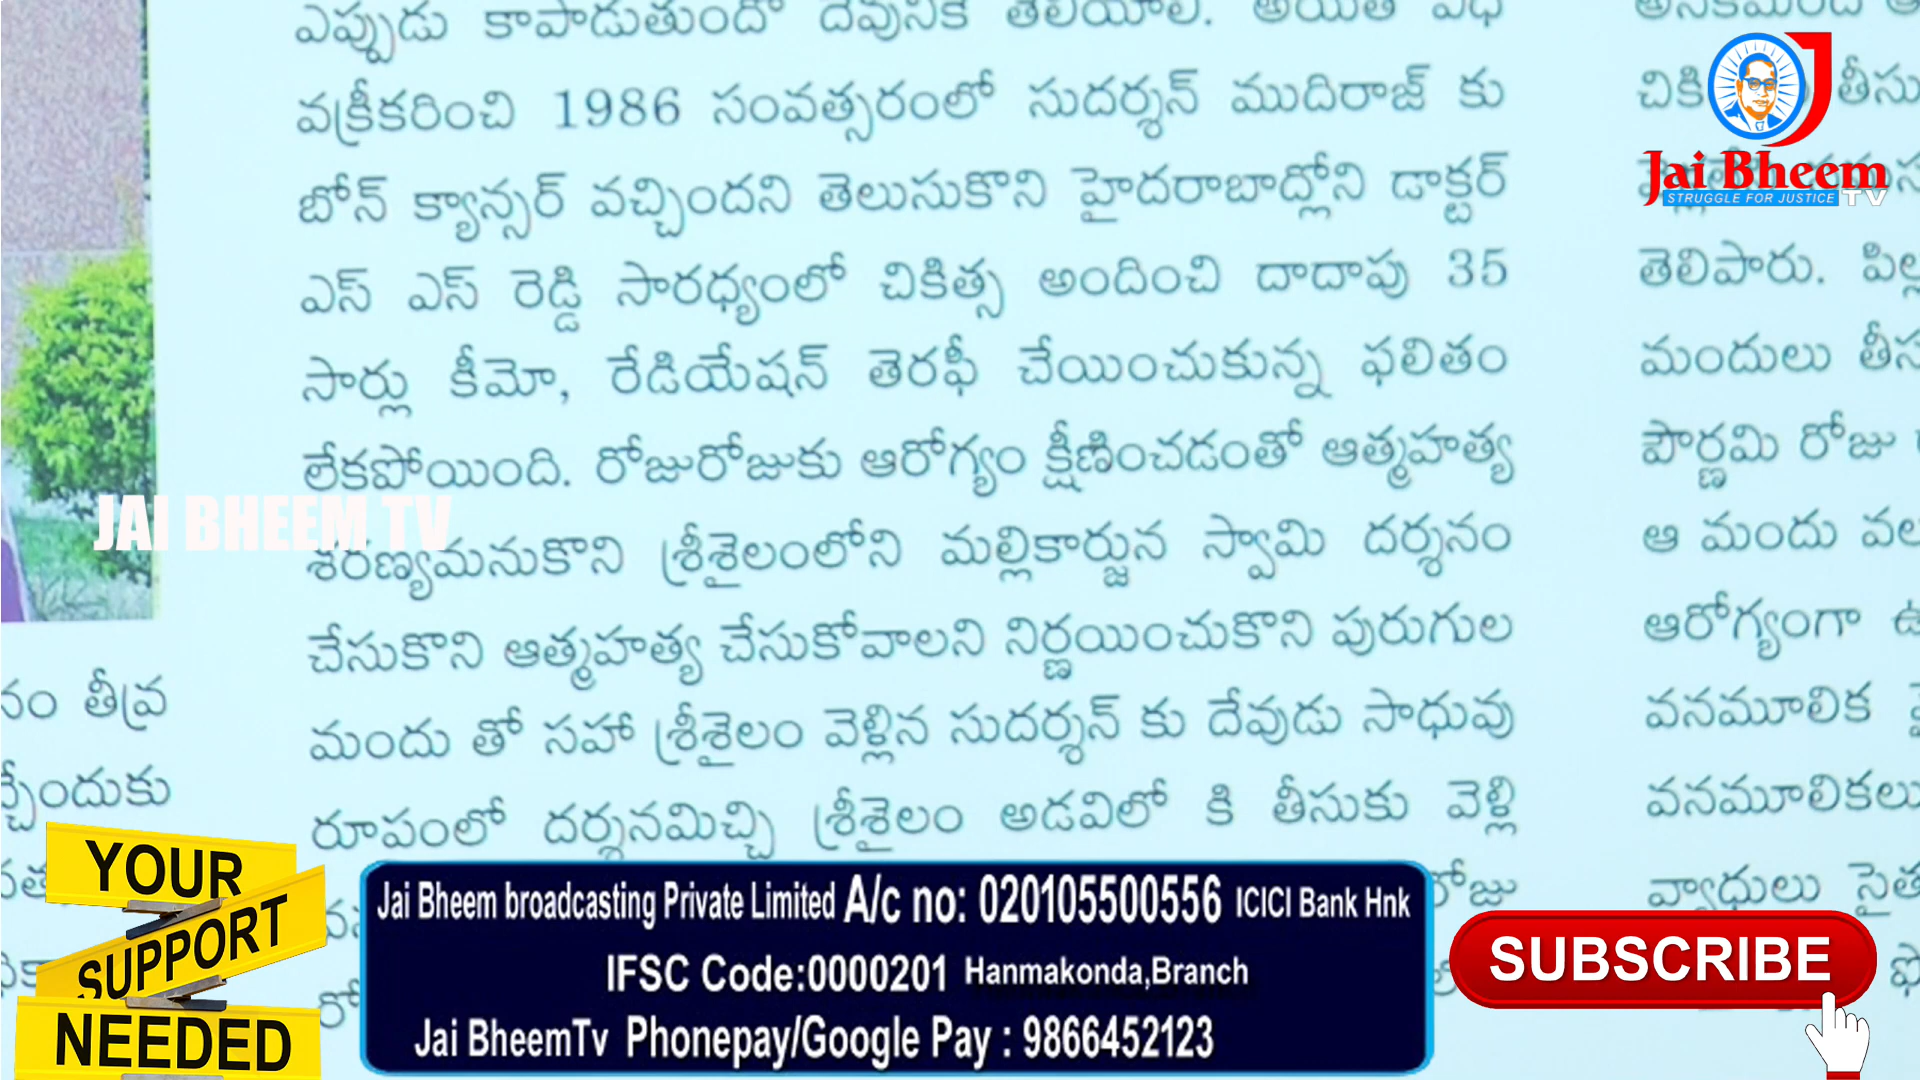 ఎప్పుడు కాపాడుతుందో దేవునికే తెలియాలి.
వక్రీకరించి 1986 సంవత్సరంలో సుదర్శన్ ముదిరాజ్ కు
బోన్ క్యాన్సర్ వచ్చిందని తెలుసుకొని హైదరాబాద్లోని డాక్టర్
ఎస్ ఎస్ రెడ్డి సారధ్యంలో చికిత్స అందించి దాదాపు 35
సార్లు కీమో, రేడియేషన్ తెరఫీ చేయించుకున్న ఫలితం
లేకపోయింది. రోజురోజుకు ఆరోగ్యం క్షీణించడంతో ఆత్మహత్య
శరణ్యమనుకొని శ్రీశైలంలోని మల్లికార్జున స్వామి దర్శనం
చేసుకొని ఆత్మహత్య చేసుకోవాలని నిర్ణయించుకొని పురుగుల
మందు తో సహా శ్రీశైలం వెళ్లిన సుదర్శన్ కు దేవుడు సాధువు
రూపంలో దర్శనమిచ్చి శ్రీశైలం అడవిలో కి తీసుకు వెళ్లి
తెలిపారు.
మందులు
పౌర్ణమి రోజు
ఆ మందు
ఆరోగ్యంగా
వనమూలిక
వనమూలికలు
వ్యాధులు
తీవ్ర
Jai Bheem
STRUGGLE FOR JUSTICE TV
JAI BHEEM TV
YOUR
SUPPORT
NEEDED
Jai Bheem broadcasting Private Limited A/c no: 020105500556 ICICI Bank Hnk
IFSC Code:0000201 Hanmakonda,Branch
Jai BheemTv Phonepay/Google Pay : 9866452123
SUBSCRIBE